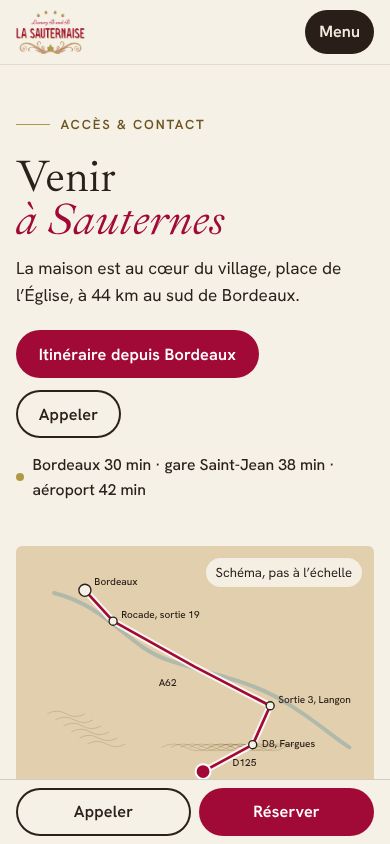 Luxury B and B
LA SAUTERNAISE
Menu
ACCÈS & CONTACT
Venir
à Sauternes
La maison est au cœur du village, place de
l’Église, à 44 km au sud de Bordeaux.
Itinéraire depuis Bordeaux
Appeler
Bordeaux 30 min · gare Saint-Jean 38 min ·
aéroport 42 min
Schéma, pas à l’échelle
Bordeaux
Rocade, sortie 19
A62
Sortie 3, Langon
D8, Fargues
D125
Appeler
Réserver